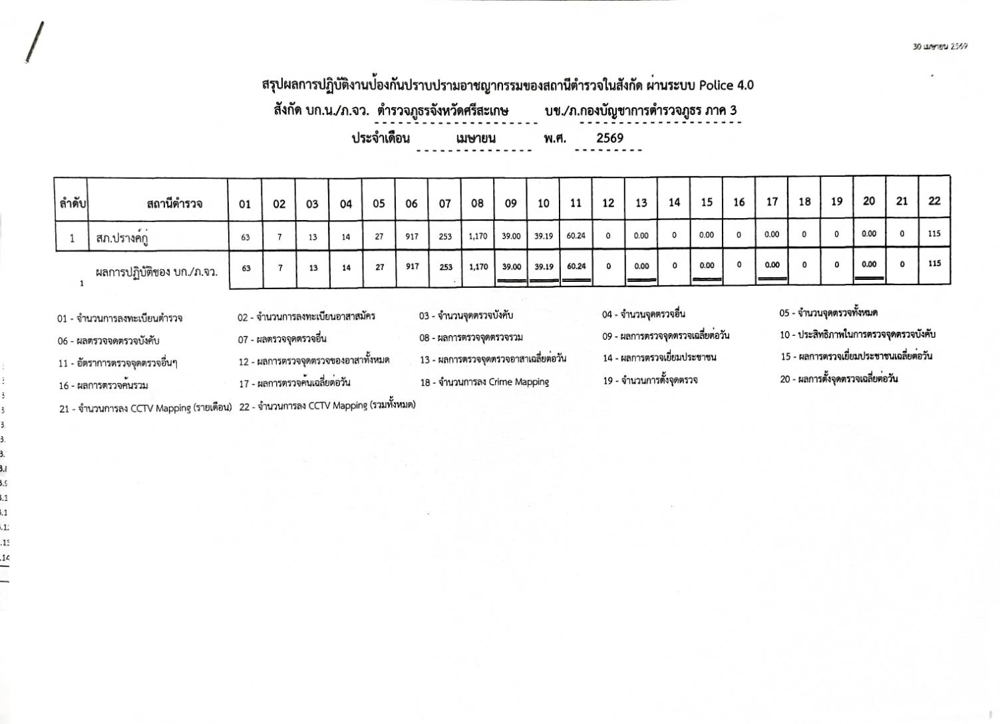 30 เมษายน 2569
สรุปผลการปฏิบัติงานป้องกันปราบปรามอาชญากรรมของสถานีตำรวจในสังกัด ผ่านระบบ Police 4.0
สังกัด บก.น./ภ.จว. ตำรวจภูธรจังหวัดศรีสะเกษ บช./ภ.กองบัญชาการตำรวจภูธร ภาค 3
ประจำเดือน เมษายน พ.ศ. 2569
ลำดับ สถานีตำรวจ 01 02 03 04 05 06 07 08 09 10 11 12 13 14 15 16 17 18 19 20 21 22
1 สภ.ปรางค์กู่ 63 7 13 14 27 917 253 1,170 39.00 39.19 60.24 0 0.00 0 0.00 0 0.00 0 0 0.00 0 115
1 ผลการปฏิบัติของ บก./ภ.จว. 63 7 13 14 27 917 253 1,170 39.00 39.19 60.24 0 0.00 0 0.00 0 0.00 0 0 0.00 0 115
01 - จำนวนการลงทะเบียนตำรวจ 02 - จำนวนการลงทะเบียนอาสาสมัคร 03 - จำนวนจุดตรวจบังคับ 04 - จำนวนจุดตรวจอื่น 05 - จำนวนจุดตรวจทั้งหมด
06 - ผลตรวจจดตรวจบังคับ 07 - ผลตรวจจุดตรวจอื่น 08 - ผลการตรวจจุดตรวจรวม 09 - ผลการตรวจจุดตรวจเฉลี่ยต่อวัน 10 - ประสิทธิภาพในการตรวจจุดตรวจบังคับ
11 - อัตราการตรวจจุดตรวจอื่นๆ 12 - ผลการตรวจจุดตรวจของอาสาทั้งหมด 13 - ผลการตรวจจุดตรวจอาสาเฉลี่ยต่อวัน 14 - ผลการตรวจเยี่ยมประชาชน 15 - ผลการตรวจเยี่ยมประชาชนเฉลี่ยต่อวัน
16 - ผลการตรวจค้นรวม 17 - ผลการตรวจค้นเฉลี่ยต่อวัน 18 - จำนวนการลง Crime Mapping 19 - จำนวนการตั้งจุดตรวจ 20 - ผลการตั้งจุดตรวจเฉลี่ยต่อวัน
21 - จำนวนการลง CCTV Mapping (รายเดือน) 22 - จำนวนการลง CCTV Mapping (รวมทั้งหมด)